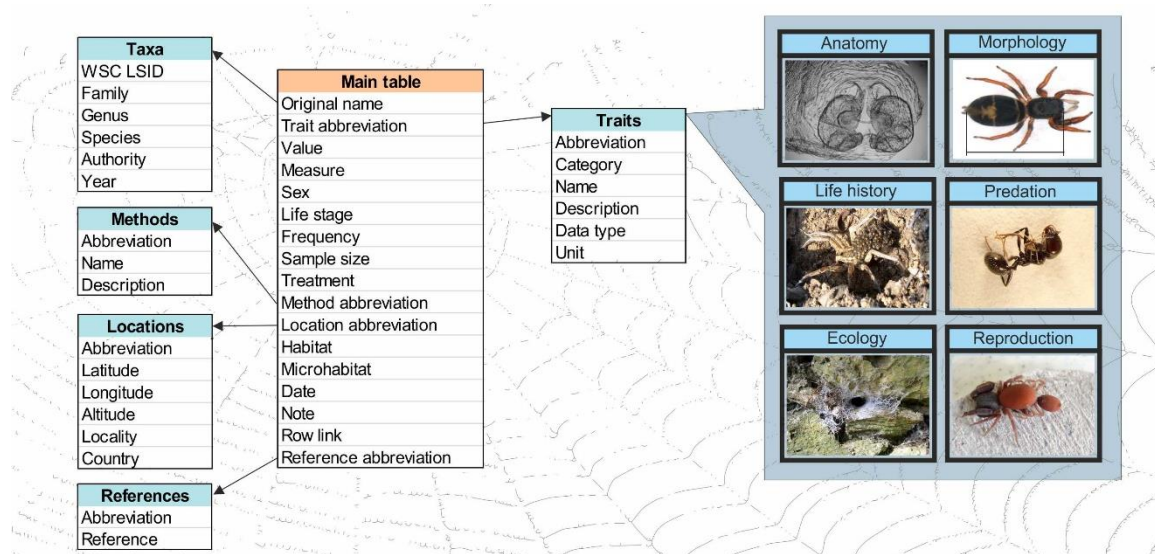 Taxa
WSC LSID
Family
Genus
Species
Authority
Year
Methods
Abbreviation
Name
Description
Locations
Abbreviation
Latitude
Longitude
Altitude
Locality
Country
References
Abbreviation
Reference
Main table
Original name
Trait abbreviation
Value
Measure
Sex
Life stage
Frequency
Sample size
Treatment
Method abbreviation
Location abbreviation
Habitat
Microhabitat
Date
Note
Row link
Reference abbreviation
Traits
Abbreviation
Category
Name
Description
Data type
Unit
Anatomy
Morphology
Life history
Predation
Ecology
Reproduction